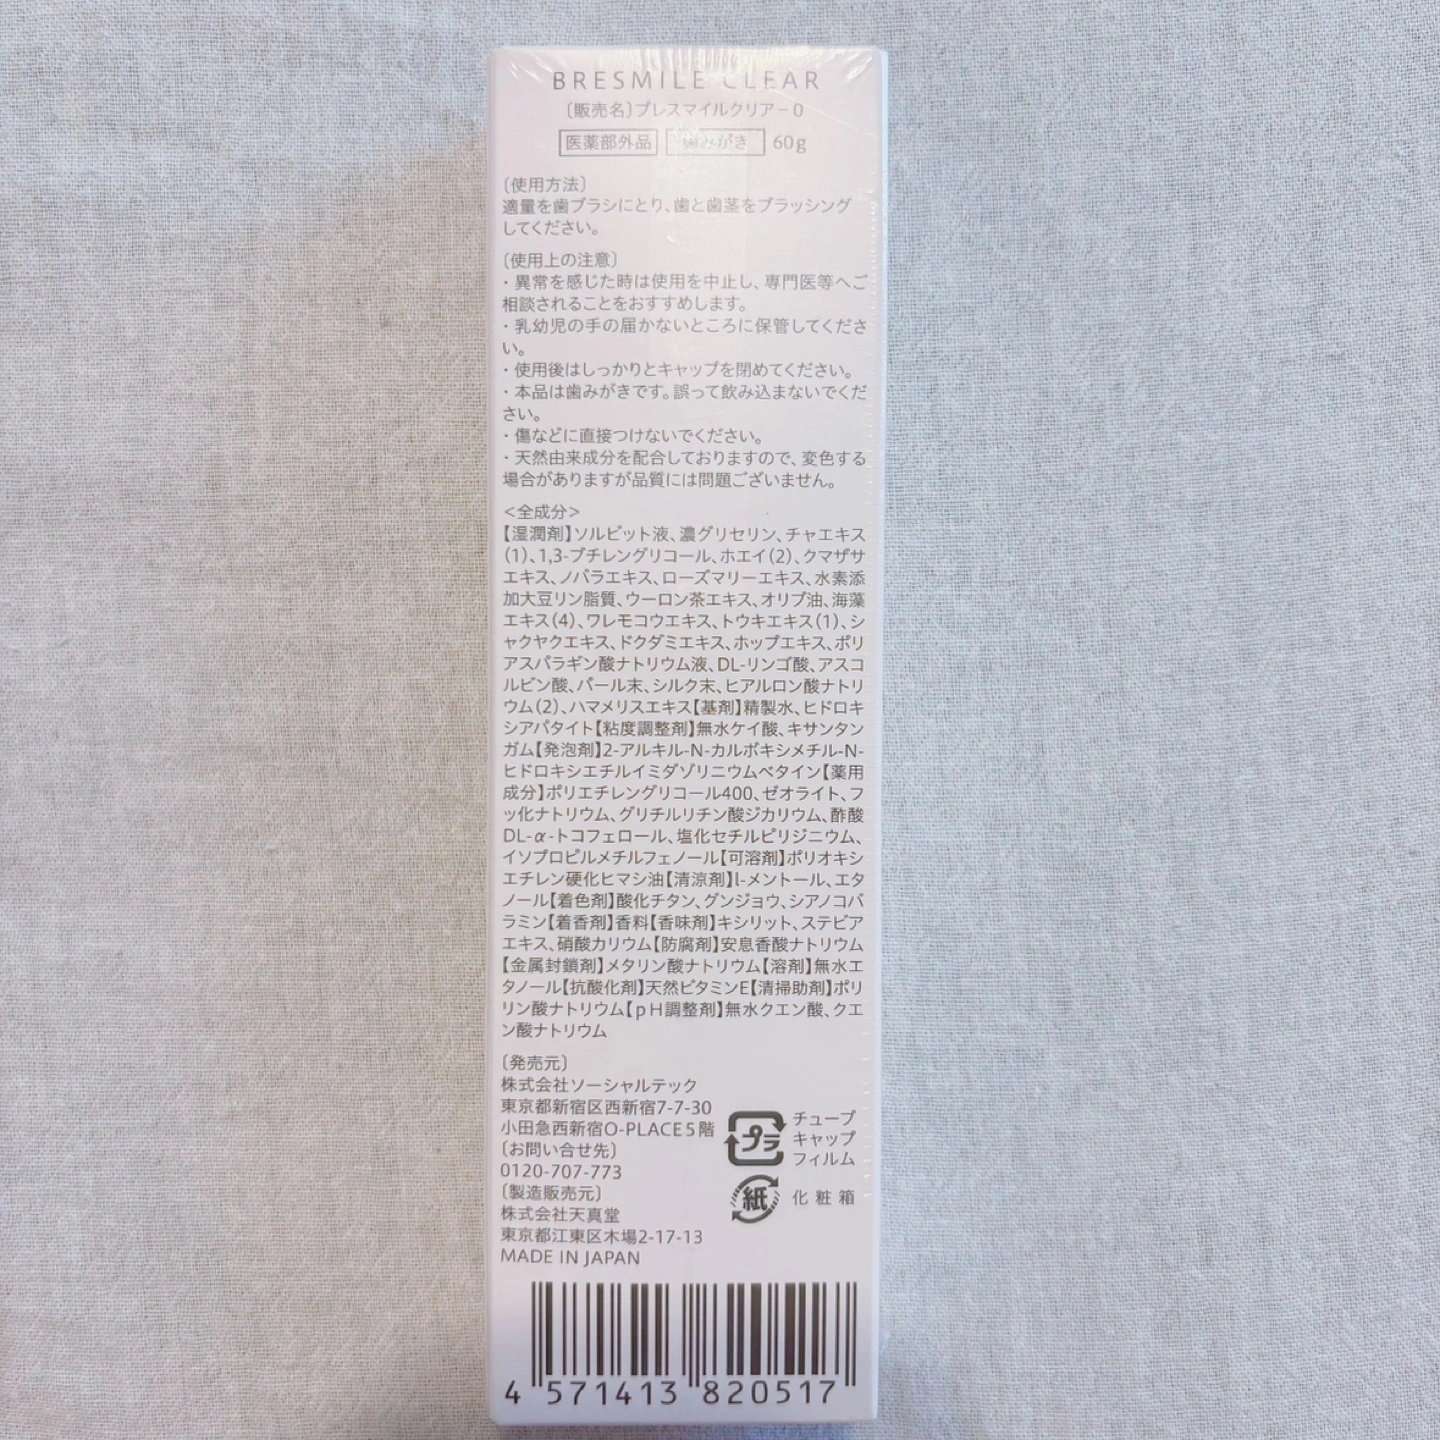 BRESMILE CLEAR
〔販売名〕ブレスマイルクリアー0
医薬部外品 歯みがき 60g
〔使用方法〕
適量を歯ブラシにとり、歯と歯茎をブラッシング
してください。
〔使用上の注意〕
・異常を感じた時は使用を中止し、専門医等へご
相談されることをおすすめします。
・乳幼児の手の届かないところに保管してくださ
い。
・使用後はしっかりとキャップを閉めてください。
・本品は歯みがきです。誤って飲み込まないでくだ
さい。
・傷などに直接つけないでください。
・天然由来成分を配合しておりますので、変色する
場合がありますが品質には問題ございません。
<全成分>
【湿潤剤】ソルビット液、濃グリセリン、チャエキス
(1)、1,3-ブチレングリコール、ホエイ(2)、クマザサ
エキス、ノバラエキス、ローズマリーエキス、水素添
加大豆リン脂質、ウーロン茶エキス、オリブ油、海藻
エキス(4)、ワレモコウエキス、トウキエキス(1)、シ
ャクヤクエキス、ドクダミエキス、ホップエキス、ポリ
アスパラギン酸ナトリウム液、DL-リンゴ酸、アスコ
ルビン酸、パール末、シルク末、ヒアルロン酸ナトリ
ウム(2)、ハマメリスエキス【基剤】精製水、ヒドロキ
シアパタイト【粘度調整剤】無水ケイ酸、キサンタン
ガム【発泡剤】2-アルキル-N-カルボキシメチル-N-
ヒドロキシエチルイミダゾリニウムベタイン【薬用
成分】ポリエチレングリコール400、ゼオライト、フ
ッ化ナトリウム、グリチルリチン酸ジカリウム、酢酸
DL-α-トコフェロール、塩化セチルピリジニウム、
イソプロピルメチルフェノール【可溶剤】ポリオキシ
エチレン硬化ヒマシ油【清涼剤】l-メントール、エタ
ノール【着色剤】酸化チタン、グンジョウ、シアノコバ
ラミン【着香剤】香料【香味剤】キシリット、ステビア
エキス、硝酸カリウム【防腐剤】安息香酸ナトリウム
【金属封鎖剤】メタリン酸ナトリウム【溶剤】無水エ
タノール【抗酸化剤】天然ビタミンE【清掃助剤】ポリ
リン酸ナトリウム【pH調整剤】無水クエン酸、クエ
ン酸ナトリウム
〔発売元〕
株式会社ソーシャルテック
東京都新宿区西新宿7-7-30
小田急西新宿O-PLACE5階
〔お問い合せ先〕
0120-707-773
〔製造販売元〕
株式会社天真堂
東京都江東区木場2-17-13
MADE IN JAPAN
プラ
チューブ
キャップ
フィルム
紙 化粧箱
4 571413 820517